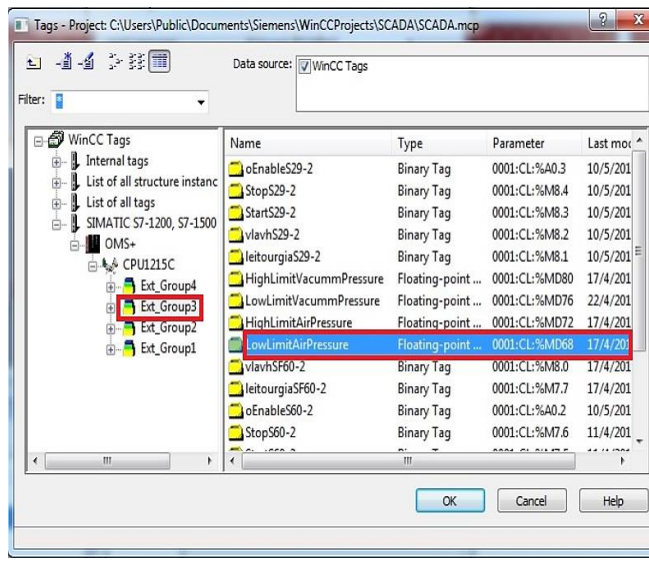 Tags - Project: C:\Users\Public\Documents\Siemens\WinCCProjects\SCADA\SCADA.mcp
Data source: WinCC Tags
Filter:
WinCC Tags
Internal tags
List of all structure instanc
List of all tags
SIMATIC S7-1200, S7-1500
OMS+
CPU1215C
Ext_Group4
Ext_Group3
Ext_Group2
Ext_Group1
Name Type Parameter Last mod
oEnableS29-2 Binary Tag 0001:CL:%A0.3 10/5/201
StopS29-2 Binary Tag 0001:CL:%M8.4 10/5/201
StartS29-2 Binary Tag 0001:CL:%M8.3 10/5/201
vlavhS29-2 Binary Tag 0001:CL:%M8.2 10/5/201
leitourgiaS29-2 Binary Tag 0001:CL:%M8.1 10/5/201
HighLimitVacummPressure Floating-point ... 0001:CL:%MD80 17/4/201
LowLimitVacummPressure Floating-point ... 0001:CL:%MD76 22/4/201
HighLimitAirPressure Floating-point ... 0001:CL:%MD72 17/4/201
LowLimitAirPressure Floating-point ... 0001:CL:%MD68 17/4/201
vlavhSF60-2 Binary Tag 0001:CL:%M8.0 17/4/201
leitourgiaSF60-2 Binary Tag 0001:CL:%M7.7 17/4/201
oEnableS60-2 Binary Tag 0001:CL:%A0.2 10/5/201
StopS60-2 Binary Tag 0001:CL:%M7.6 11/4/201
OK Cancel Help